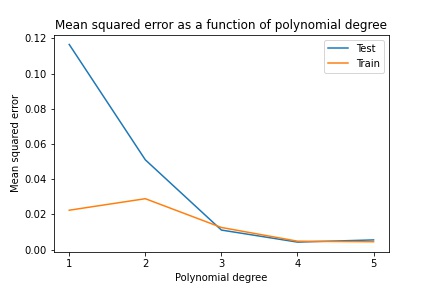 Mean squared error as a function of polynomial degree
0.12
0.10
0.08
0.06
0.04
0.02
0.00
Mean squared error
Test
Train
1 2 3 4 5
Polynomial degree